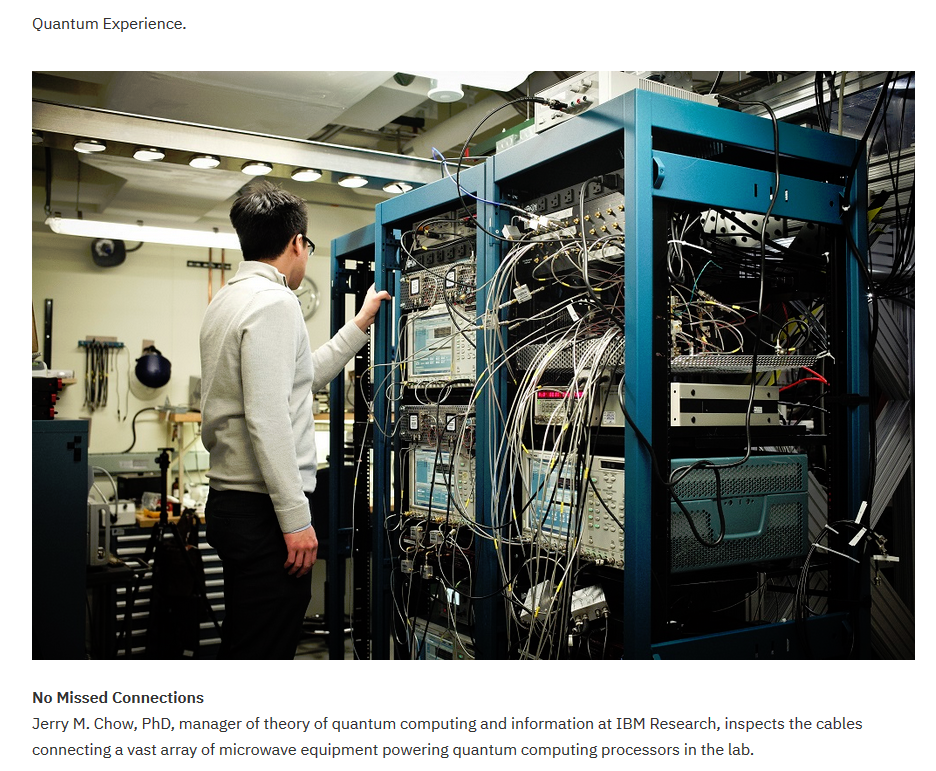 Quantum Experience.
No Missed Connections
Jerry M. Chow, PhD, manager of theory of quantum computing and information at IBM Research, inspects the cables
connecting a vast array of microwave equipment powering quantum computing processors in the lab.